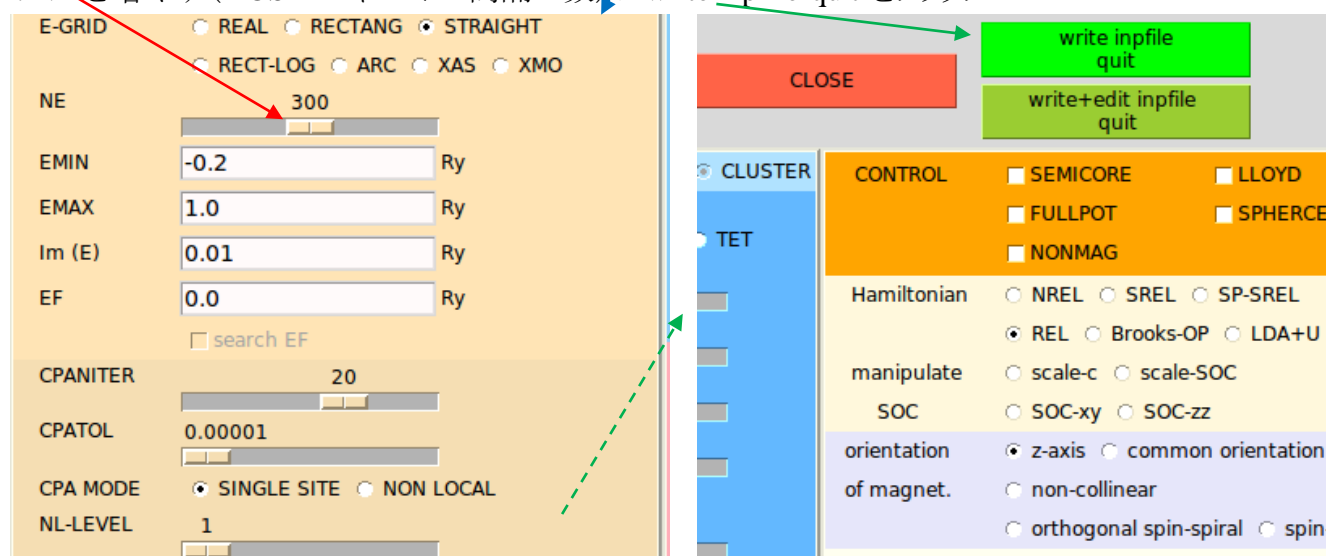 E-GRID REAL RECTANG STRAIGHT
RECT-LOG ARC XAS XMO
NE 300
EMIN -0.2 Ry
EMAX 1.0 Ry
Im (E) 0.01 Ry
EF 0.0 Ry
search EF
CPANITER 20
CPATOL 0.00001
CPA MODE SINGLE SITE NON LOCAL
NL-LEVEL 1
CLOSE
write inpfile
quit
write+edit inpfile
quit
CLUSTER
TET
CONTROL SEMICORE LLOYD
FULLPOT SPHERCE
NONMAG
Hamiltonian NREL SREL SP-SREL
REL Brooks-OP LDA+U
manipulate scale-c scale-SOC
SOC SOC-xy SOC-zz
orientation z-axis common orientation
of magnet. non-collinear
orthogonal spin-spiral spin